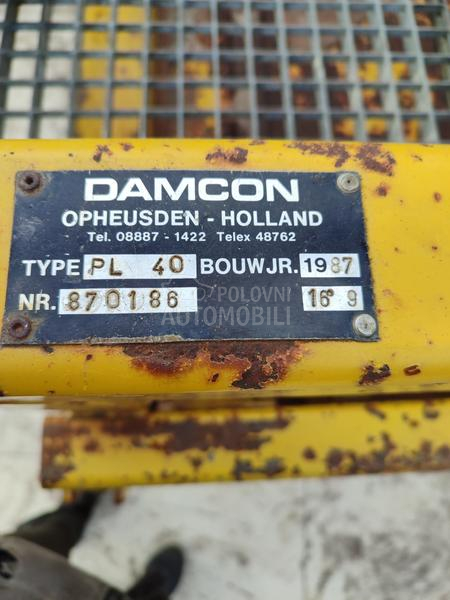 DAMCON
OPHEUSDEN - HOLLAND
Tel. 08887 - 1422 Telex 48762
TYPE PL 40 BOUWJR. 1987
NR. 870186 16° 9
POLOVNI
AUTOMOBILI